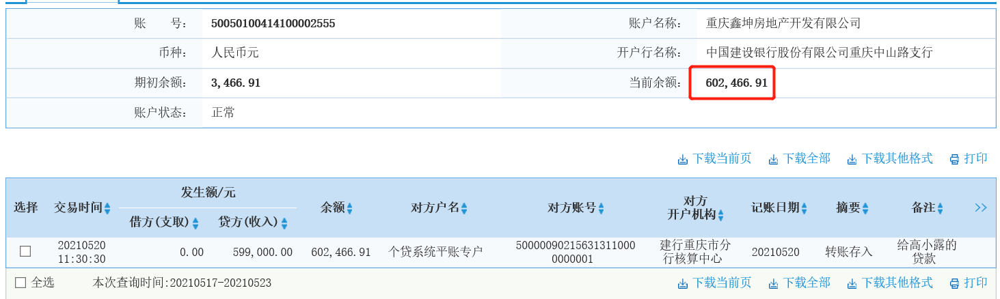 账 号： 50050100414100002555 账户名称： 重庆鑫坤房地产开发有限公司
币种： 人民币元 开户行名称： 中国建设银行股份有限公司重庆中山路支行
期初余额： 3,466.91 当前余额： 602,466.91
账户状态： 正常
下载当前页 下载全部 下载其他格式 打印
选择 交易时间 发生额/元 余额 对方户名 对方账号 对方 记账日期 摘要 备注 >>
借方(支取) 贷方(收入) 开户机构
20210520 0.00 599,000.00 602,466.91 个贷系统平账专户 50000090215631311000 建行重庆市分 20210520 转账存入 给高小露的
11:30:30 0000001 行核算中心 贷款
全选 本次查询时间:20210517-20210523 下载当前页 下载全部 下载其他格式 打印